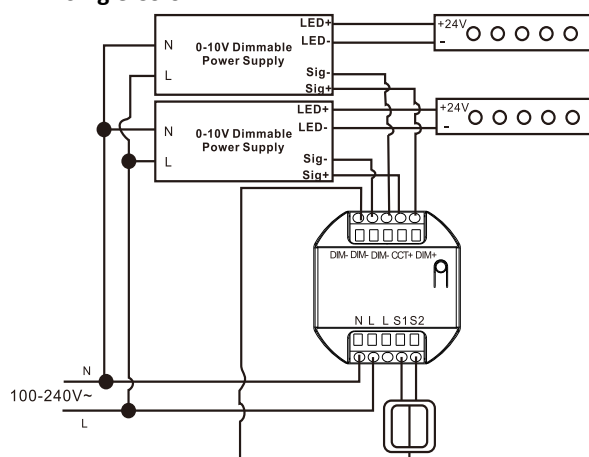 LED+
+24V
N
0-10V Dimmable
LED-
-
Power Supply
L
Sig-
Sig+
LED+
+24V
N
0-10V Dimmable
LED-
-
Power Supply
L
Sig-
Sig+
DIM- DIM- DIM- CCT+ DIM+
N L L S1 S2
N
100-240V~
L